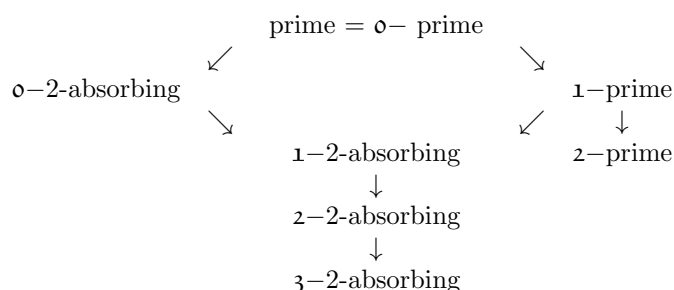 prime = 0− prime
0−2-absorbing 1−prime
1−2-absorbing 2−prime
2−2-absorbing
3−2-absorbing